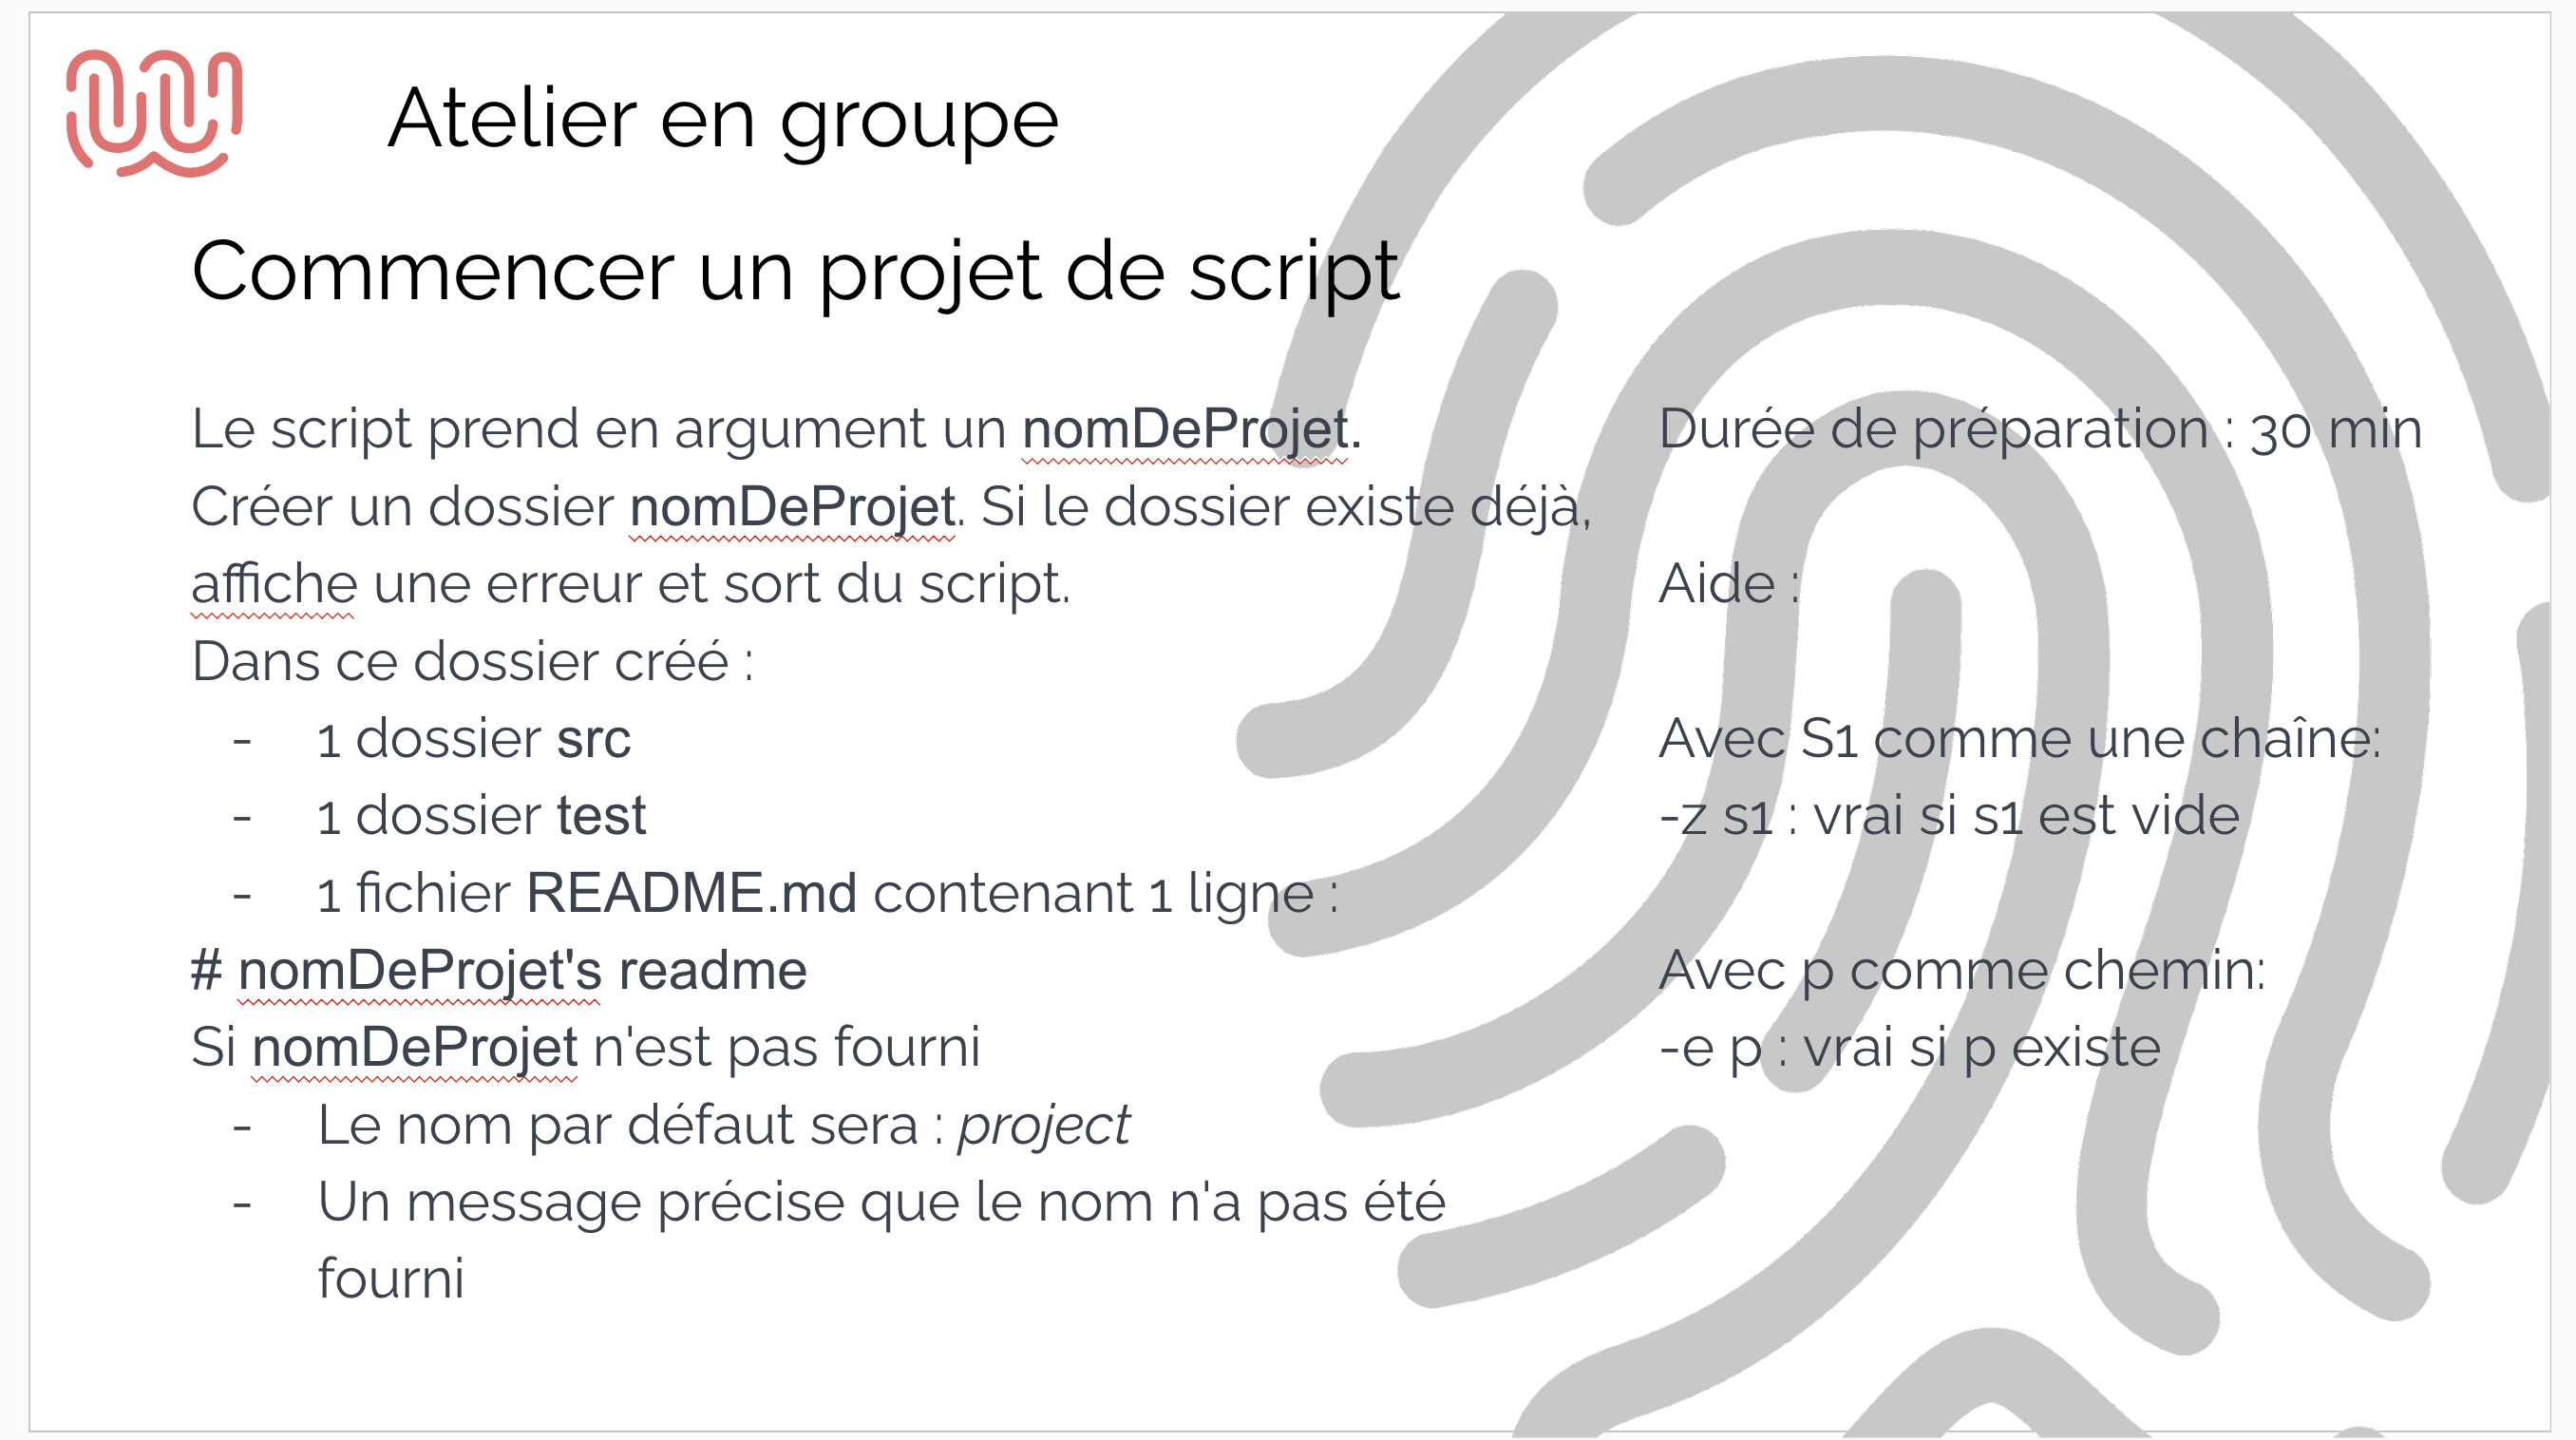 Atelier en groupe
Commencer un projet de script
Le script prend en argument un nomDeProjet.
Créer un dossier nomDeProjet. Si le dossier existe déjà,
affiche une erreur et sort du script.
Dans ce dossier créé :
- 1 dossier src
- 1 dossier test
- 1 fichier README.md contenant 1 ligne :
# nomDeProjet's readme
Si nomDeProjet n'est pas fourni
- Le nom par défaut sera : project
- Un message précise que le nom n'a pas été
fourni
Durée de préparation : 30 min
Aide :
Avec S1 comme une chaîne:
-z s1 : vrai si s1 est vide
Avec p comme chemin:
-e p : vrai si p existe